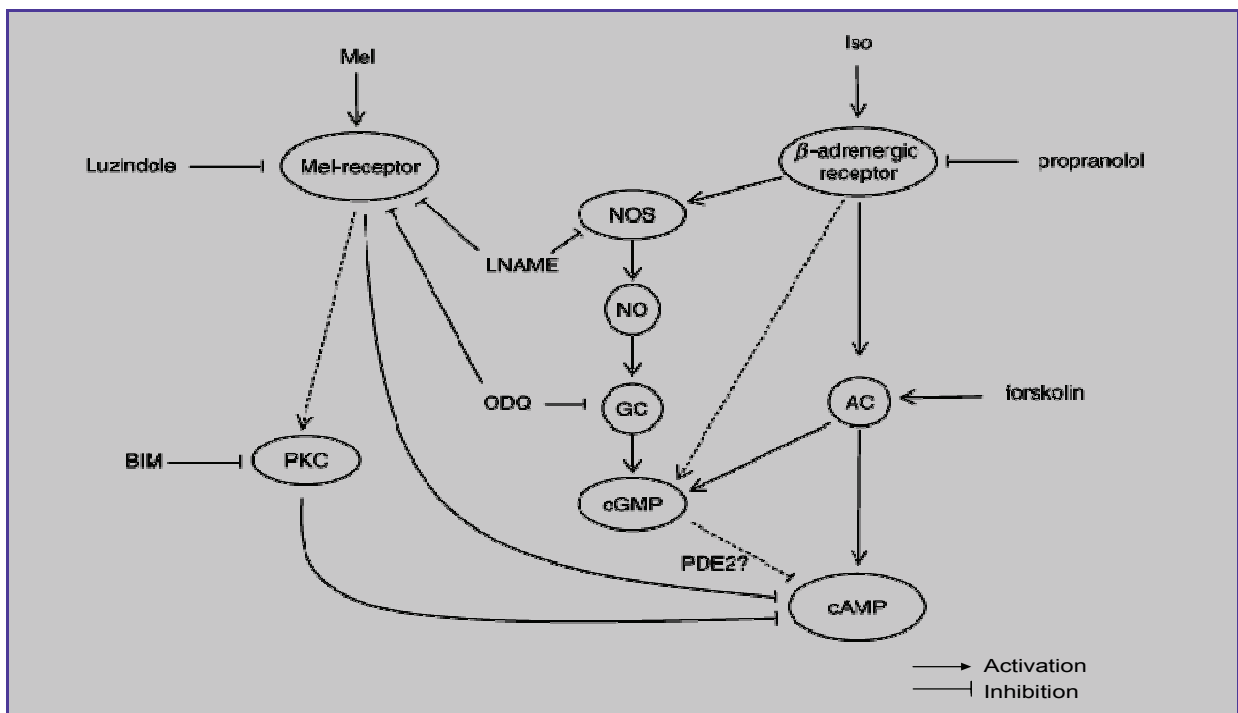 Mel
Iso
Luzindole
Mel-receptor
β-adrenergic
receptor
propranolol
NOS
LNAME
NO
ODQ
GC
AC
forskolin
BIM
PKC
cGMP
PDE2?
cAMP
Activation
Inhibition